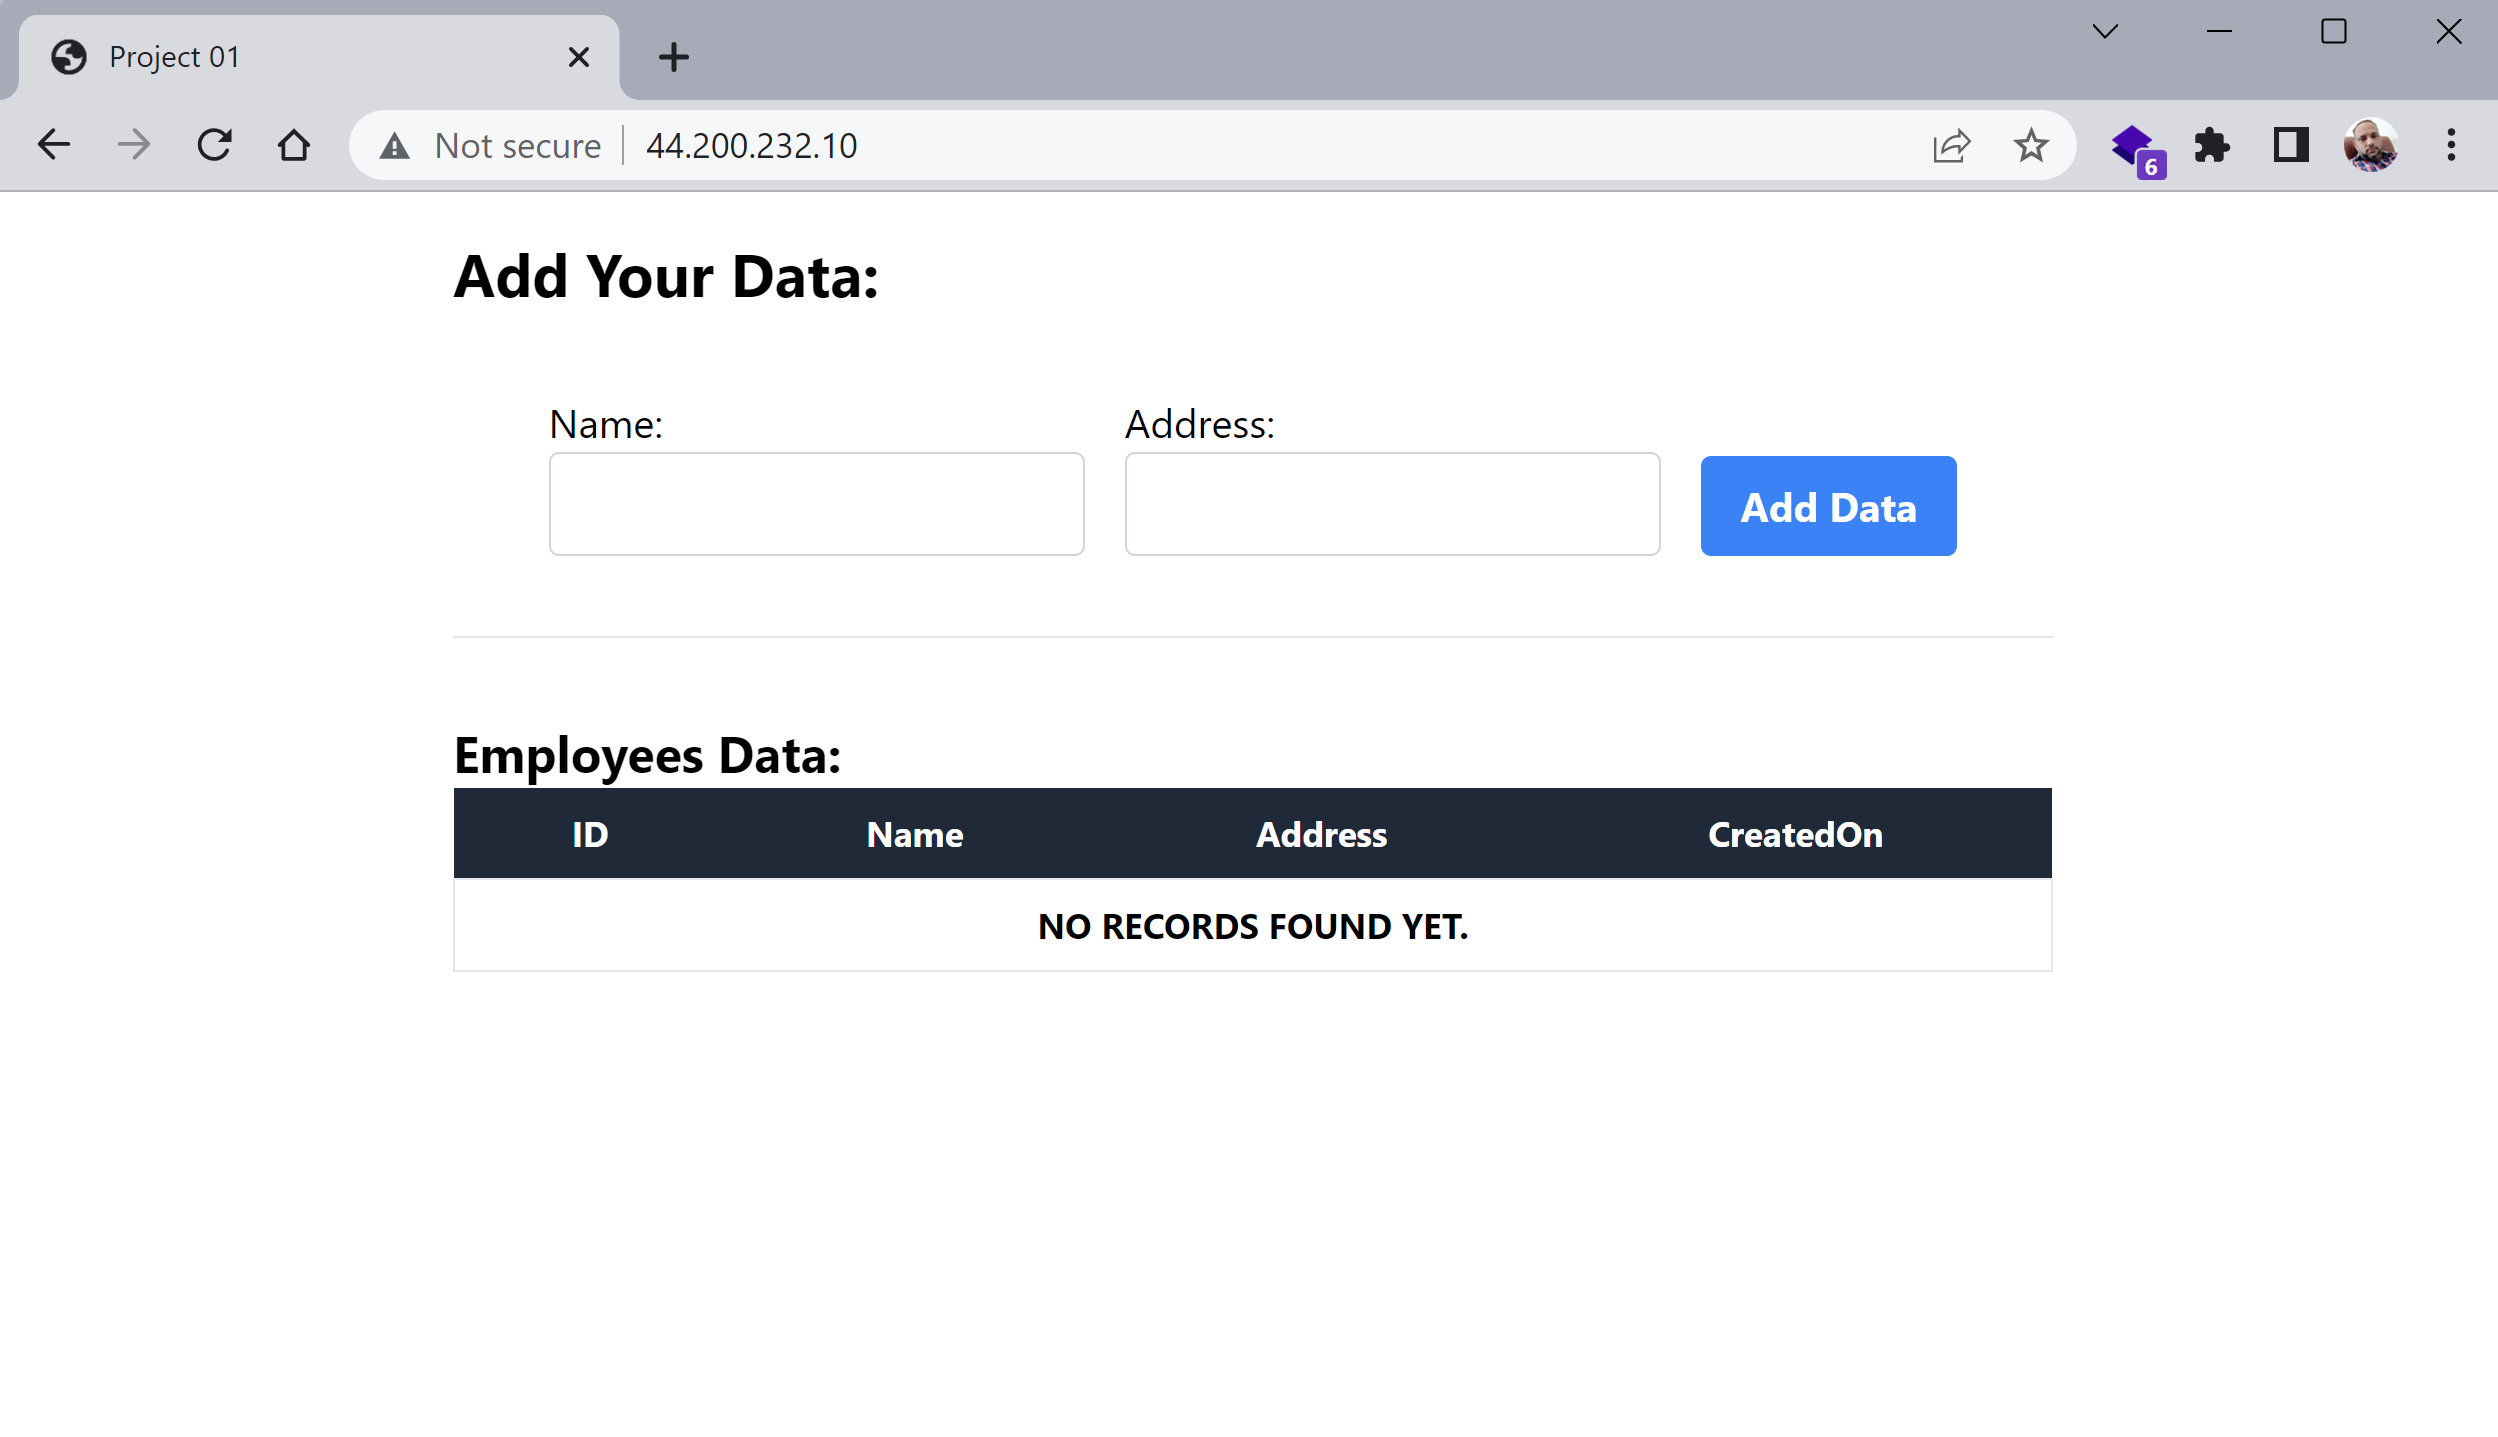 Project 01
Not secure 44.200.232.10
6
Add Your Data:
Name: Address:
Add Data
Employees Data:
ID Name Address CreatedOn
NO RECORDS FOUND YET.